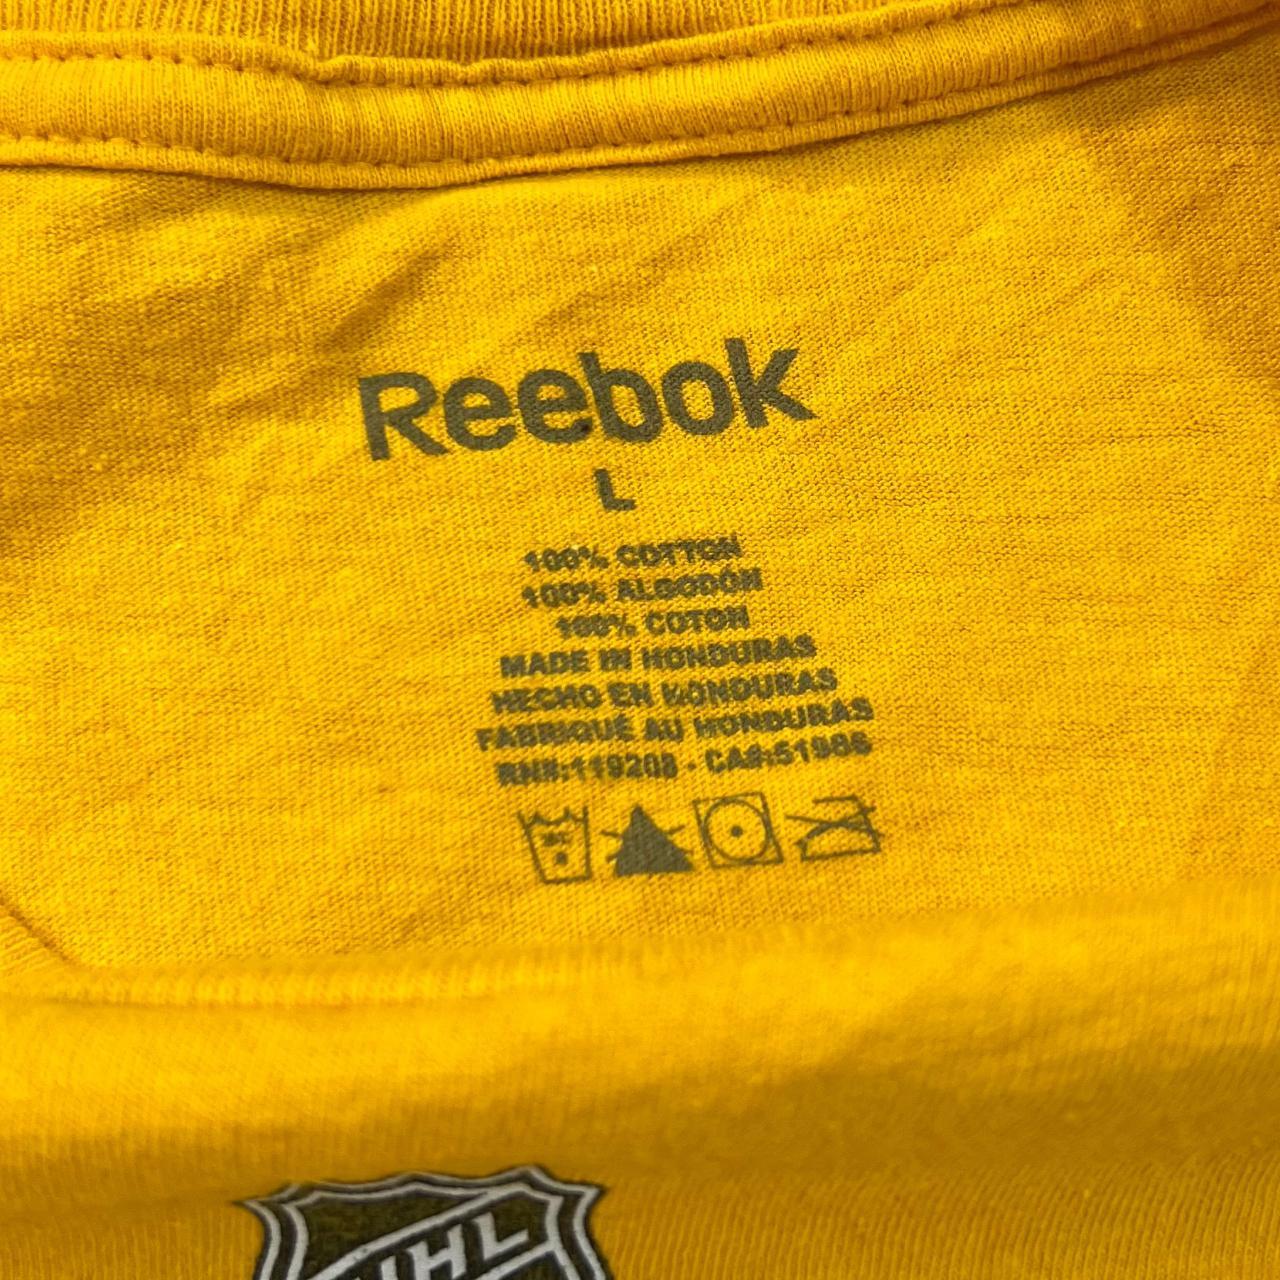 Reebok
L
100% COTTON
100% ALGODÓN
100% COTON
MADE IN HONDURAS
HECHO EN HONDURAS
FABRIQUÉ AU HONDURAS
RN#:119208 - CA#:51986
NHL